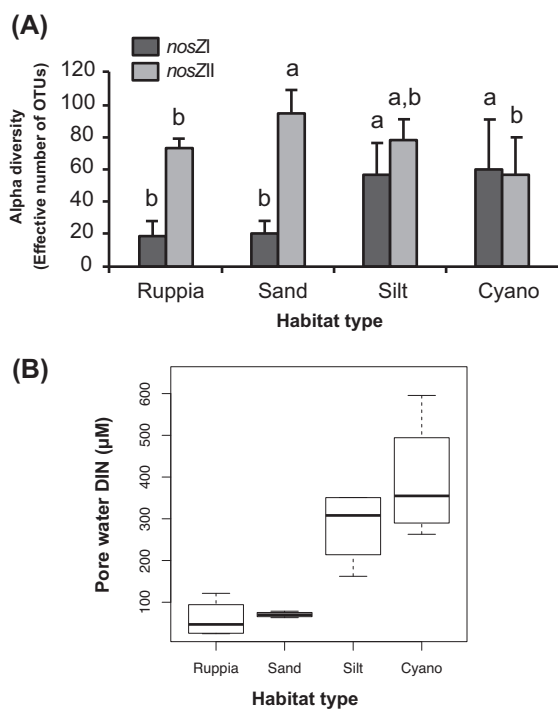 (A)
nosZI
nosZII
Alpha diversity
(Effective number of OTUs)
120
100
80
60
40
20
0
b
b
b
a
a
a,b
a
b
Ruppia
Sand
Silt
Cyano
Habitat type
(B)
Pore water DIN (µM)
600
500
400
300
200
100
Ruppia
Sand
Silt
Cyano
Habitat type